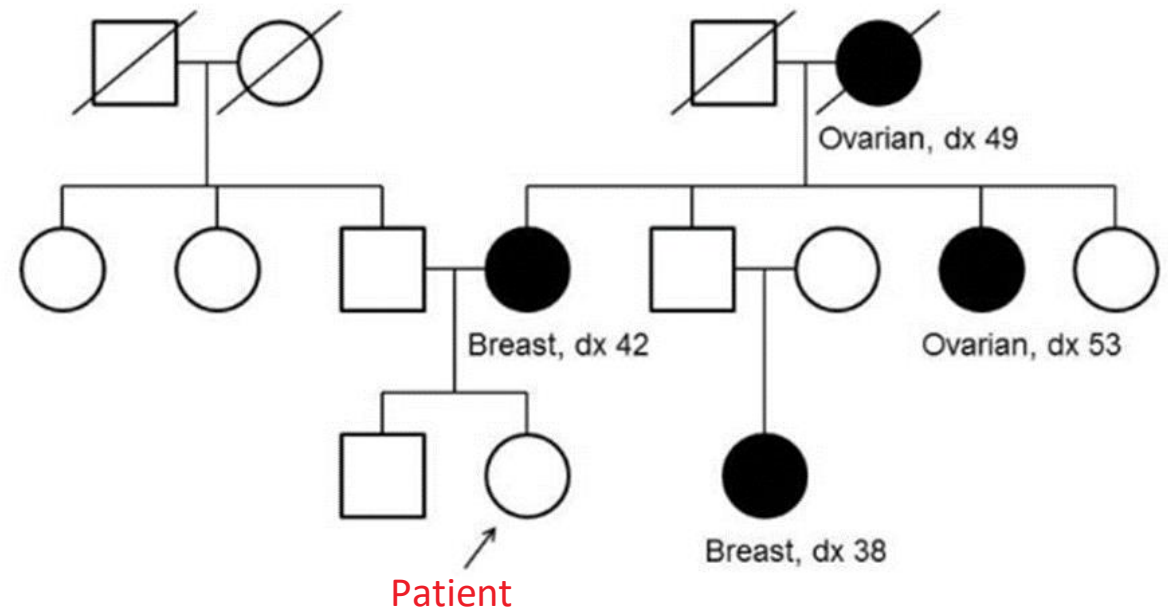 Ovarian, dx 49
Breast, dx 42
Ovarian, dx 53
Breast, dx 38
Patient